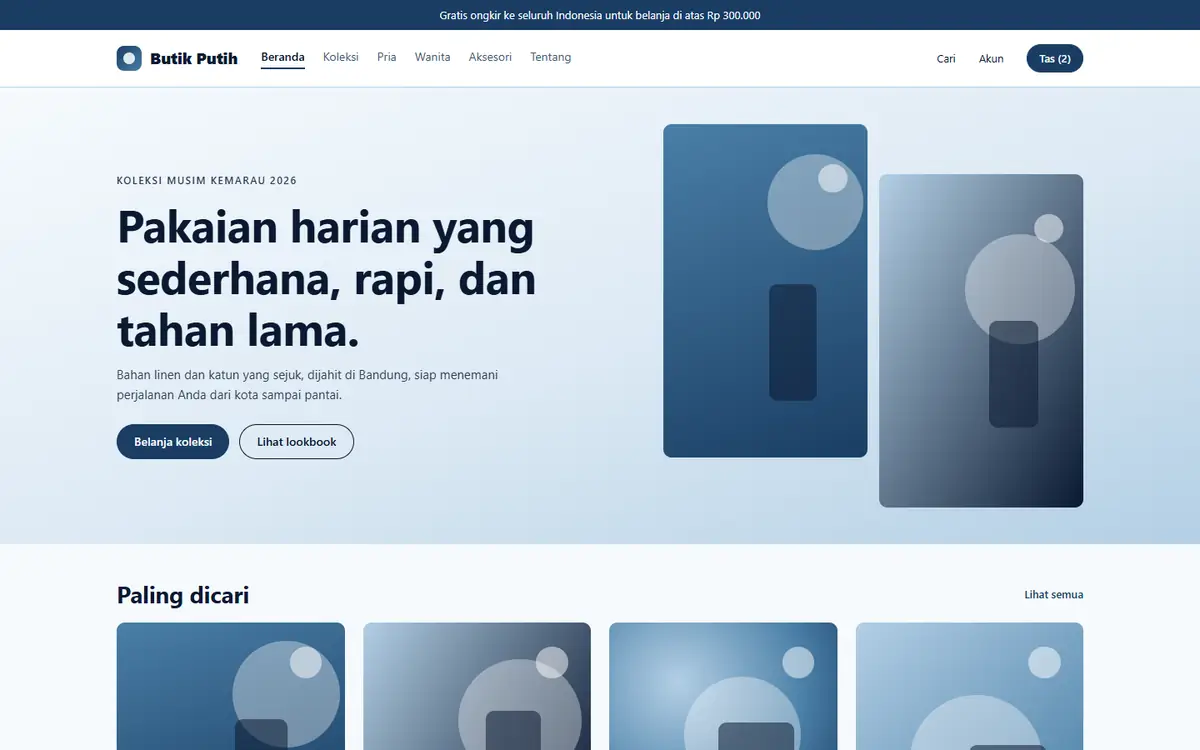 Gratis ongkir ke seluruh Indonesia untuk belanja di atas Rp 300.000
Butik Putih
Beranda
Koleksi
Pria
Wanita
Aksesori
Tentang
Cari
Akun
Tas (2)
KOLEKSI MUSIM KEMARAU 2026
Pakaian harian yang
sederhana, rapi, dan
tahan lama.
Bahan linen dan katun yang sejuk, dijahit di Bandung, siap menemani
perjalanan Anda dari kota sampai pantai.
Belanja koleksi
Lihat lookbook
Paling dicari
Lihat semua